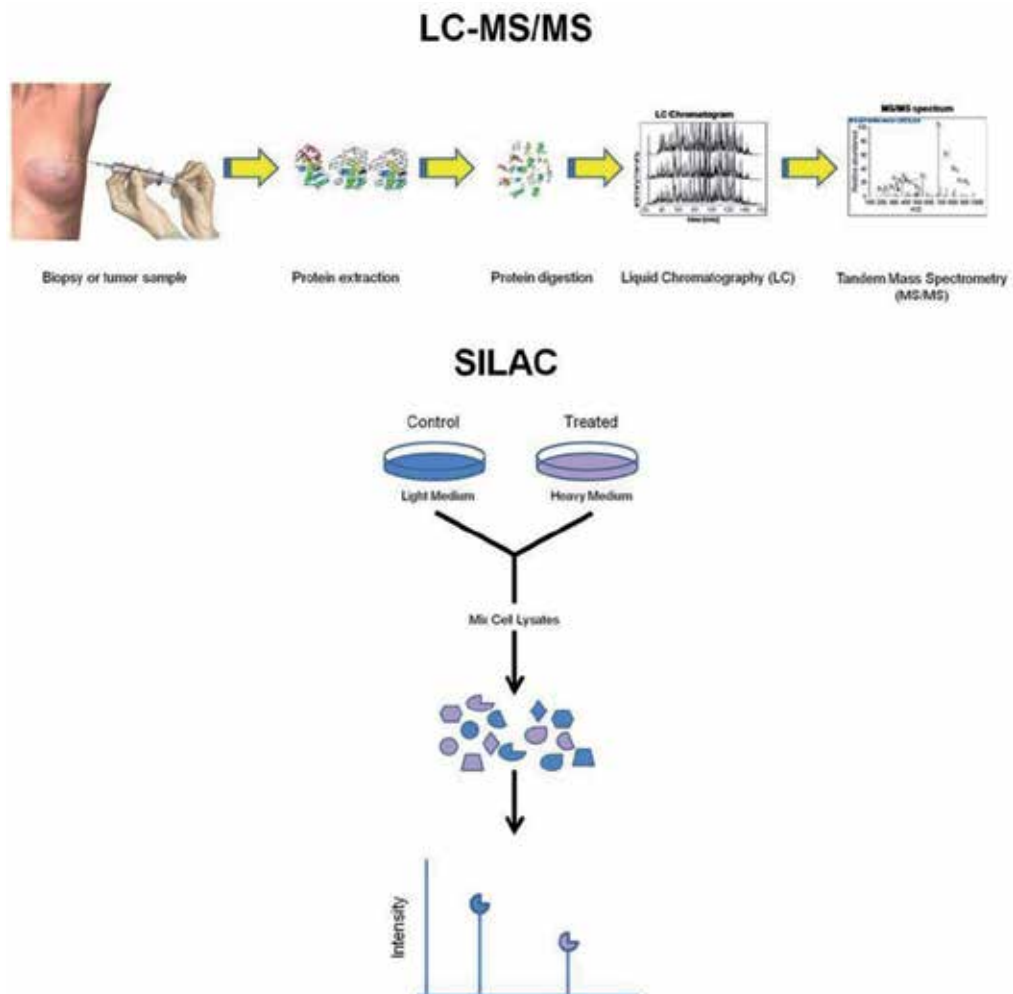 LC-MS/MS
LC Chromatogram
MS/MS spectrum
Biopsy or tumor sample
Protein extraction
Protein digestion
Liquid Chromatography (LC)
Tandem Mass Spectrometry
(MS/MS)
SILAC
Control
Treated
Light Medium
Heavy Medium
Mix Cell Lysates
Intensity